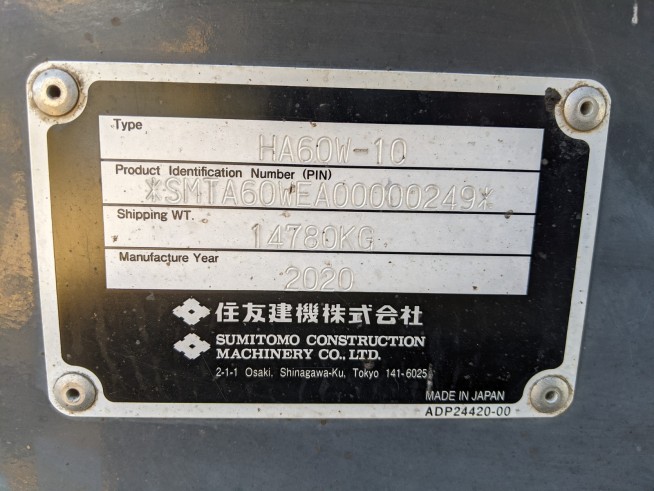 Type
HA60W-10
Product Identification Number (PIN)
*SMTA60WEA00000249*
Shipping WT.
14780KG
Manufacture Year
2020
住友建機株式会社
SUMITOMO CONSTRUCTION
MACHINERY CO., LTD.
2-1-1 Osaki, Shinagawa-Ku, Tokyo 141-6025
MADE IN JAPAN
ADP24420-00